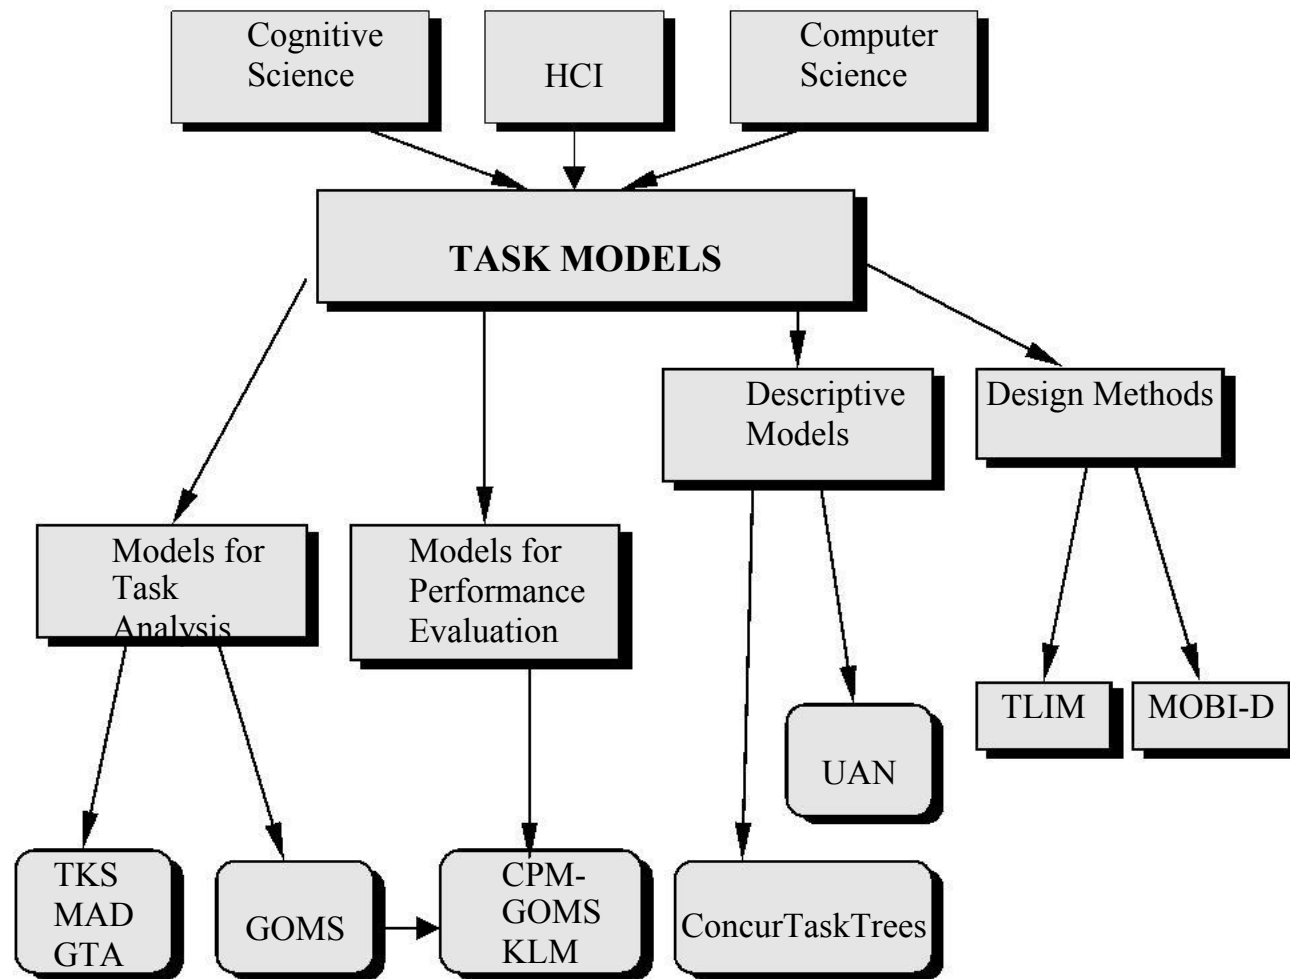 Cognitive
Science
HCI
Computer
Science
TASK MODELS
Descriptive
Models
Design Methods
Models for
Task
Analysis
Models for
Performance
Evaluation
TLIM
MOBI-D
UAN
TKS
MAD
GTA
GOMS
CPM-
GOMS
KLM
ConcurTaskTrees